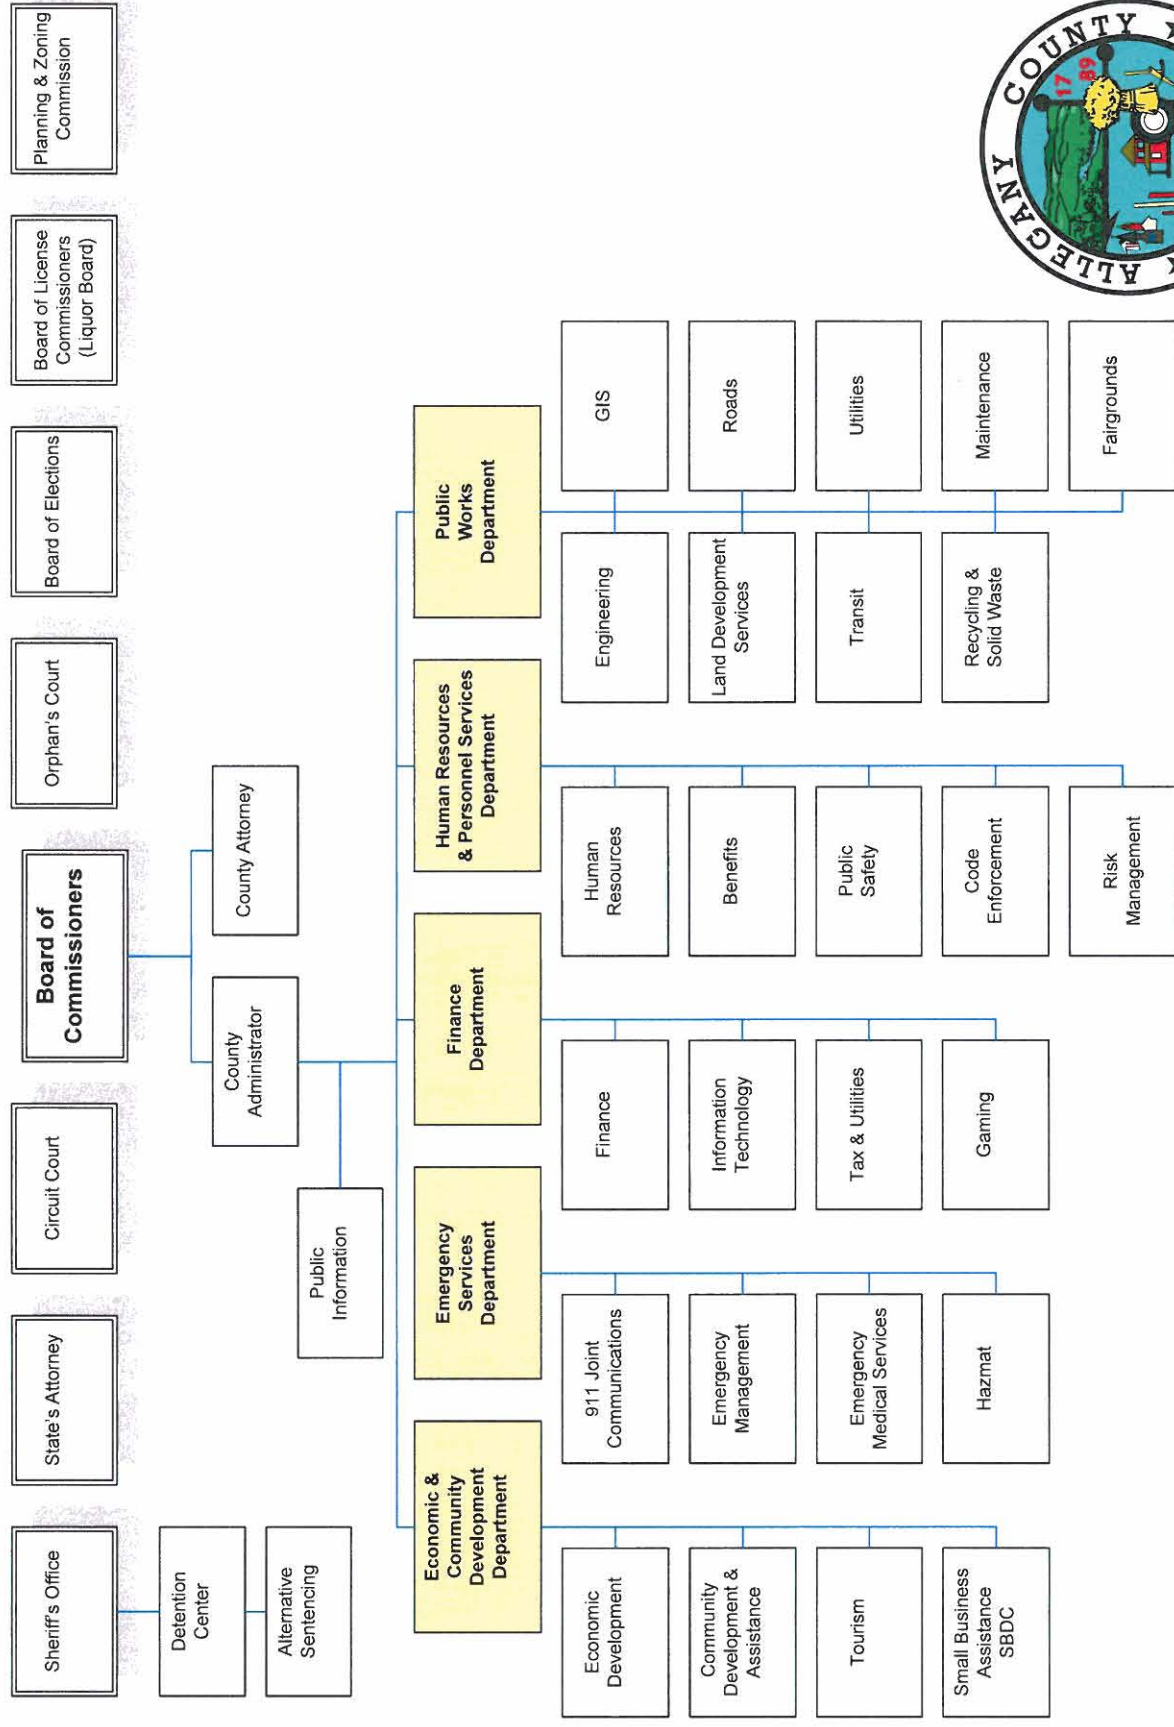 Sheriff's Office
State's Attorney
Circuit Court
Board of
Commissioners
Orphan's Court
Board of Elections
Board of License
Commissioners
(Liquor Board)
Planning & Zoning
Commission
Detention
Center
Alternative
Sentencing
County
Administrator
County Attorney
Public
Information
Economic &
Community
Development
Department
Emergency
Services
Department
Finance
Department
Human Resources
& Personnel Services
Department
Public
Works
Department
Economic
Development
Community
Development &
Assistance
Tourism
Small Business
Assistance
SBDC
911 Joint
Communications
Emergency
Management
Emergency
Medical Services
Hazmat
Finance
Information
Technology
Tax & Utilities
Gaming
Human
Resources
Benefits
Public
Safety
Code
Enforcement
Risk
Management
Engineering
Land Development
Services
Transit
Recycling &
Solid Waste
GIS
Roads
Utilities
Maintenance
Fairgrounds
ALLEGANY COUNTY
17 89